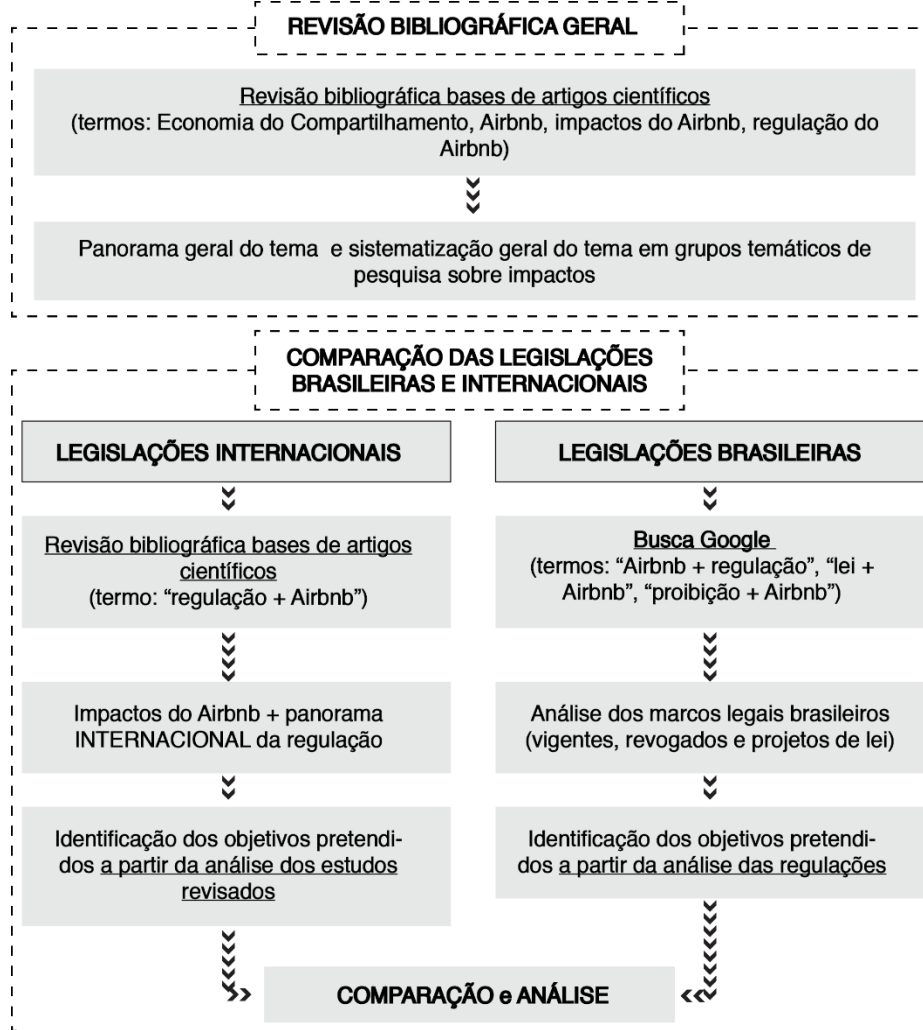 REVISÃO BIBLIOGRÁFICA GERAL
Revisão bibliográfica bases de artigos científicos
(termos: Economia do Compartilhamento, Airbnb, impactos do Airbnb, regulação do
Airbnb)
Panorama geral do tema e sistematização geral do tema em grupos temáticos de
pesquisa sobre impactos
COMPARAÇÃO DAS LEGISLAÇÕES
BRASILEIRAS E INTERNACIONAIS
LEGISLAÇÕES INTERNACIONAIS
Revisão bibliográfica bases de artigos
científicos
(termo: “regulação + Airbnb”)
Impactos do Airbnb + panorama
INTERNACIONAL da regulação
Identificação dos objetivos pretendi-
dos a partir da análise dos estudos
revisados
LEGISLAÇÕES BRASILEIRAS
Busca Google
(termos: “Airbnb + regulação”, “lei +
Airbnb”, “proibição + Airbnb”)
Análise dos marcos legais brasileiros
(vigentes, revogados e projetos de lei)
Identificação dos objetivos pretendi-
dos a partir da análise das regulações
COMPARAÇÃO e ANÁLISE